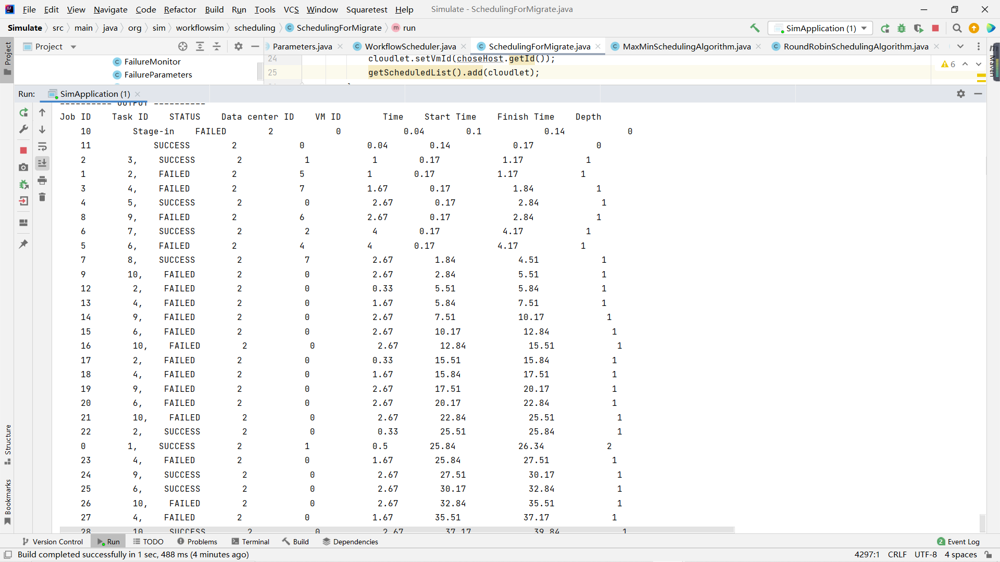 File Edit View Navigate Code Refactor Build Run Tools VCS Window Squaretest Help Simulate - SchedulingForMigrate.java
Simulate src main java org sim workflowsim scheduling SchedulingForMigrate run SimApplication (1)
Project Parameters.java WorkflowScheduler.java SchedulingForMigrate.java MaxMinSchedulingAlgorithm.java RoundRobinSchedulingAlgorithm.java
Project
Maven
FailureMonitor
FailureParameters
24 cloudlet.setVmId(choseHost.getId());
25 getScheduledList().add(cloudlet);
6
Run: SimApplication (1)
---------- OUTPUT ----------
Job ID Task ID STATUS Data center ID VM ID Time Start Time Finish Time Depth
10 Stage-in FAILED 2 0 0.04 0.1 0.14 0
11 SUCCESS 2 0 0.04 0.14 0.17 0
2 3, SUCCESS 2 1 1 0.17 1.17 1
1 2, FAILED 2 5 1 0.17 1.17 1
3 4, FAILED 2 7 1.67 0.17 1.84 1
4 5, SUCCESS 2 0 2.67 0.17 2.84 1
8 9, FAILED 2 6 2.67 0.17 2.84 1
6 7, SUCCESS 2 2 4 0.17 4.17 1
5 6, FAILED 2 4 4 0.17 4.17 1
7 8, SUCCESS 2 7 2.67 1.84 4.51 1
9 10, FAILED 2 0 2.67 2.84 5.51 1
12 2, FAILED 2 0 0.33 5.51 5.84 1
13 4, FAILED 2 0 1.67 5.84 7.51 1
14 9, FAILED 2 0 2.67 7.51 10.17 1
15 6, FAILED 2 0 2.67 10.17 12.84 1
16 10, FAILED 2 0 2.67 12.84 15.51 1
17 2, FAILED 2 0 0.33 15.51 15.84 1
18 4, FAILED 2 0 1.67 15.84 17.51 1
19 9, FAILED 2 0 2.67 17.51 20.17 1
20 6, FAILED 2 0 2.67 20.17 22.84 1
21 10, FAILED 2 0 2.67 22.84 25.51 1
22 2, SUCCESS 2 0 0.33 25.51 25.84 1
0 1, SUCCESS 2 1 0.5 25.84 26.34 2
23 4, FAILED 2 0 1.67 25.84 27.51 1
24 9, SUCCESS 2 0 2.67 27.51 30.17 1
25 6, SUCCESS 2 0 2.67 30.17 32.84 1
26 10, FAILED 2 0 2.67 32.84 35.51 1
27 4, FAILED 2 0 1.67 35.51 37.17 1
28 10 SUCCESS 2 0 2.67 37.17 39.84 1
Structure
Bookmarks
Version Control Run TODO Problems Terminal Build Dependencies 2 Event Log
Build completed successfully in 1 sec, 488 ms (4 minutes ago) 4297:1 CRLF UTF-8 4 spaces